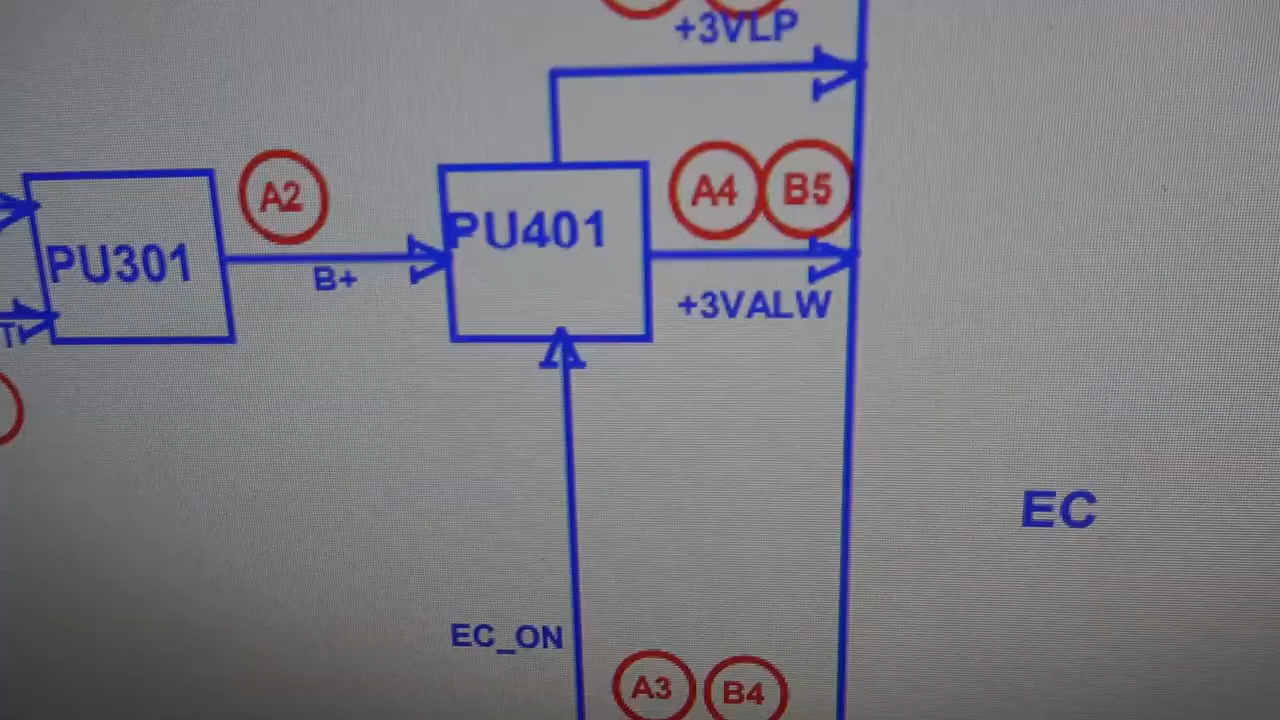 +3VLP
A2
A4
B5
PU401
PU301
B+
+3VALW
T
EC
EC_ON
A3
B4